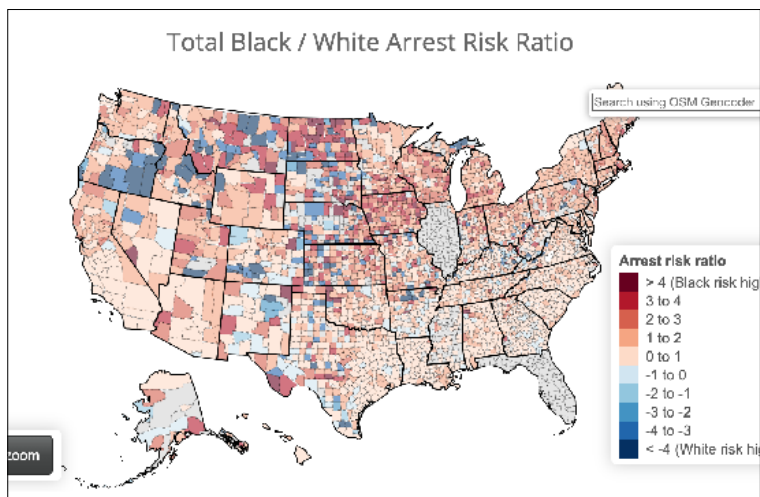 Total Black / White Arrest Risk Ratio
Search using OSM Geocoder
Arrest risk ratio
> 4 (Black risk hig
3 to 4
2 to 3
1 to 2
0 to 1
-1 to 0
-2 to -1
-3 to -2
-4 to -3
< -4 (White risk hig
zoom